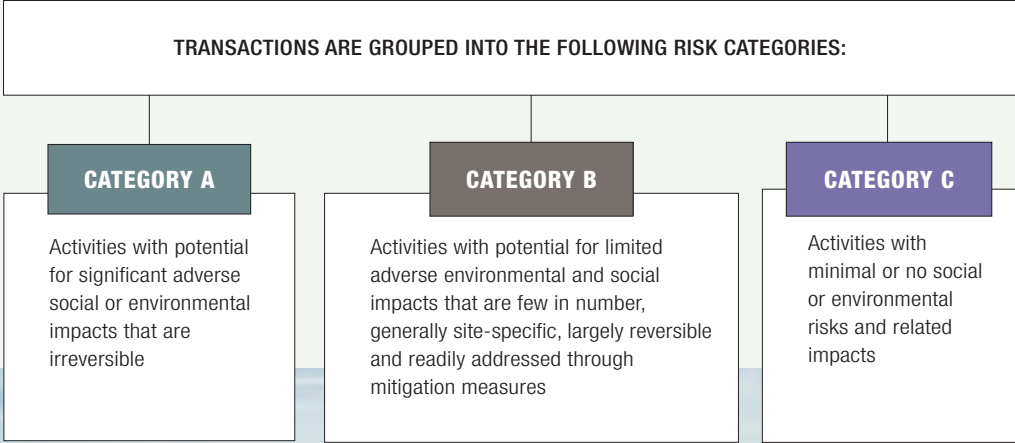 TRANSACTIONS ARE GROUPED INTO THE FOLLOWING RISK CATEGORIES:
CATEGORY A
Activities with potential
for significant adverse
social or environmental
impacts that are
irreversible
CATEGORY B
Activities with potential for limited
adverse environmental and social
impacts that are few in number,
generally site-specific, largely reversible
and readily addressed through
mitigation measures
CATEGORY C
Activities with
minimal or no social
or environmental
risks and related
impacts